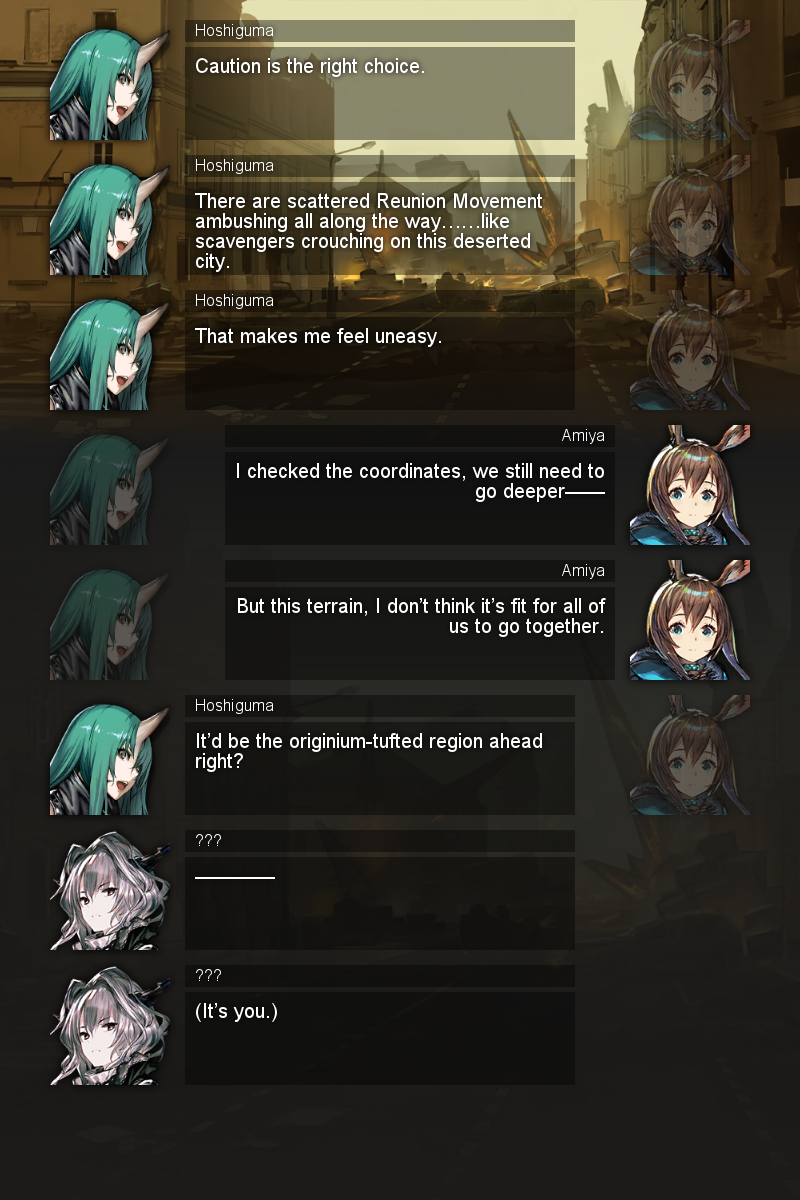 Hoshiguma
Caution is the right choice.
Hoshiguma
There are scattered Reunion Movement
ambushing all along the way……like
scavengers crouching on this deserted
city.
Hoshiguma
That makes me feel uneasy.
Amiya
I checked the coordinates, we still need to
go deeper——
Amiya
But this terrain, I don’t think it’s fit for all of
us to go together.
Hoshiguma
It’d be the originium-tufted region ahead
right?
???
————
???
(It’s you.)